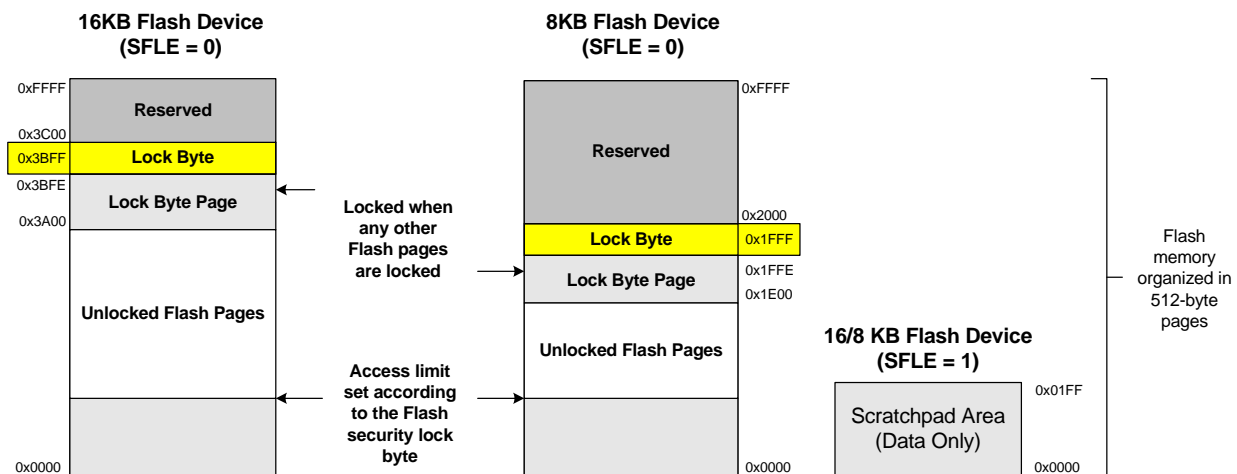 16KB Flash Device
(SFLE = 0)
0xFFFF
Reserved
0x3C00
0x3BFF
Lock Byte
0x3BFE
Lock Byte Page
0x3A00
Unlocked Flash Pages
0x0000
Locked when
any other
Flash pages
are locked
Access limit
set according
to the Flash
security lock
byte
8KB Flash Device
(SFLE = 0)
0xFFFF
Reserved
0x2000
Lock Byte
0x1FFF
Lock Byte Page
0x1FFE
0x1E00
Unlocked Flash Pages
0x0000
16/8 KB Flash Device
(SFLE = 1)
0x01FF
Scratchpad Area
(Data Only)
0x0000
Flash
memory
organized in
512-byte
pages